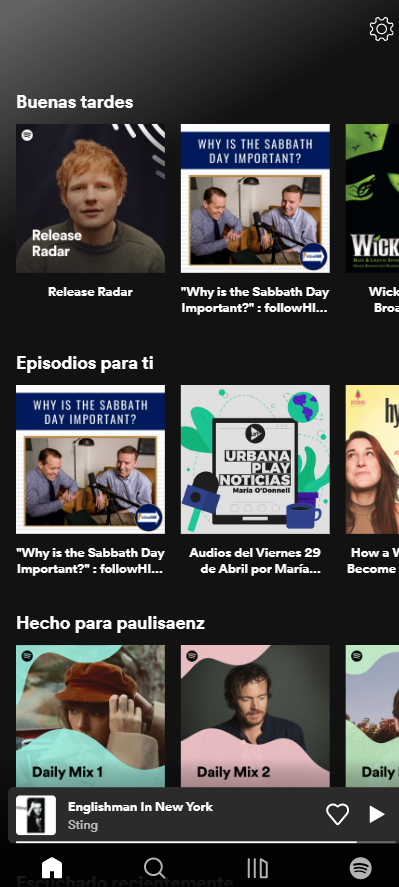 Buenas tardes
WHY IS THE SABBATH
DAY IMPORTANT?
Release
Radar
Release Radar
"Why is the Sabbath Day
Important?" : followHI...
Wick
Broa
Episodios para ti
WHY IS THE SABBATH
DAY IMPORTANT?
URBANA
PLAY
NOTICIAS
María O'Donnell
hy
"Why is the Sabbath Day
Important?" : followHI...
Audios del Viernes 29
de Abril por María...
How a W
Become
Hecho para paulisaenz
Daily Mix 1
Daily Mix 2
Daily
Englishman In New York
Sting
Escuchado recientemente